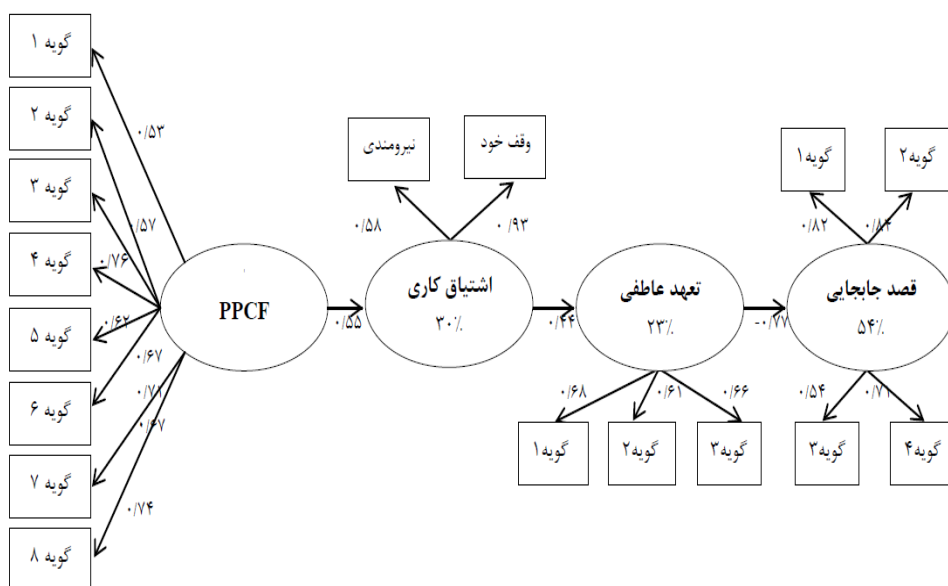 گویه ۱
گویه ۲
گویه ۳
گویه ۴
گویه ۵
گویه ۶
گویه ۷
گویه ۸
۰/۵۳
۰/۵۷
۰/۷۶
۰/۶۲
۰/۶۷
۰/۷۱
۰/۶۷
۰/۷۴
PPCF
۰/۵۵
نیرومندی
وقف خود
۰/۵۸
۰/۹۳
اشتیاق کاری
۳۰٪
۰/۴۴
تعهد عاطفی
۲۳٪
۰/۶۸
۰/۶۱
۰/۶۶
گویه۱
گویه۲
گویه۳
-۰/۷۷
گویه۱
گویه۲
۰/۸۲
قصد جابجایی
۵۴٪
۰/۵۴
۰/۷۱
گویه۳
گویه۴